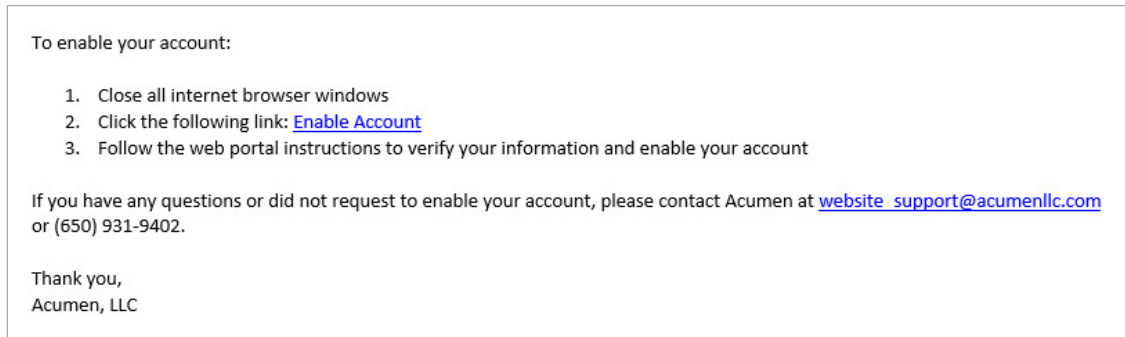 To enable your account:
1. Close all internet browser windows
2. Click the following link: Enable Account
3. Follow the web portal instructions to verify your information and enable your account
If you have any questions or did not request to enable your account, please contact Acumen at website_support@acumenllc.com
or (650) 931-9402.
Thank you,
Acumen, LLC